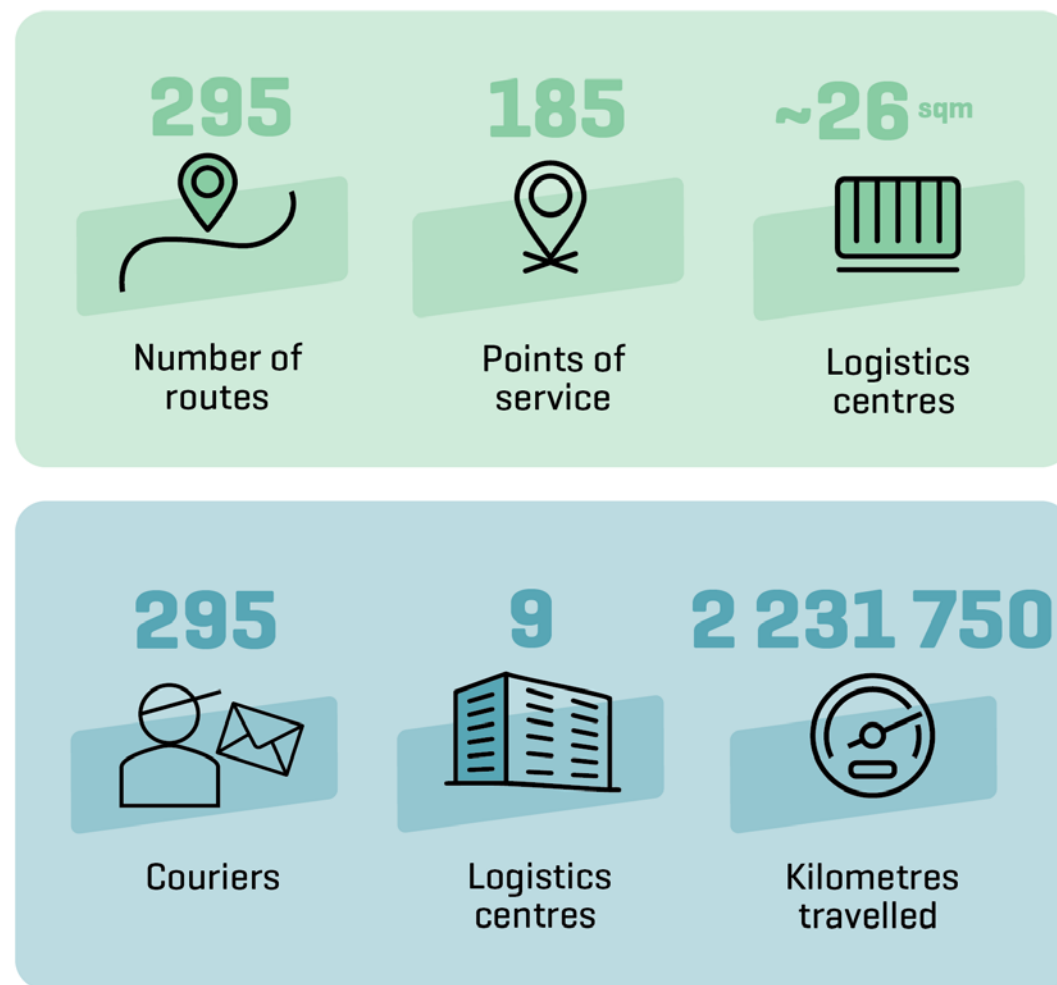 295
185
~26 sqm
Number of
routes
Points of
service
Logistics
centres
295
9
2 231 750
Couriers
Logistics
centres
Kilometres
travelled